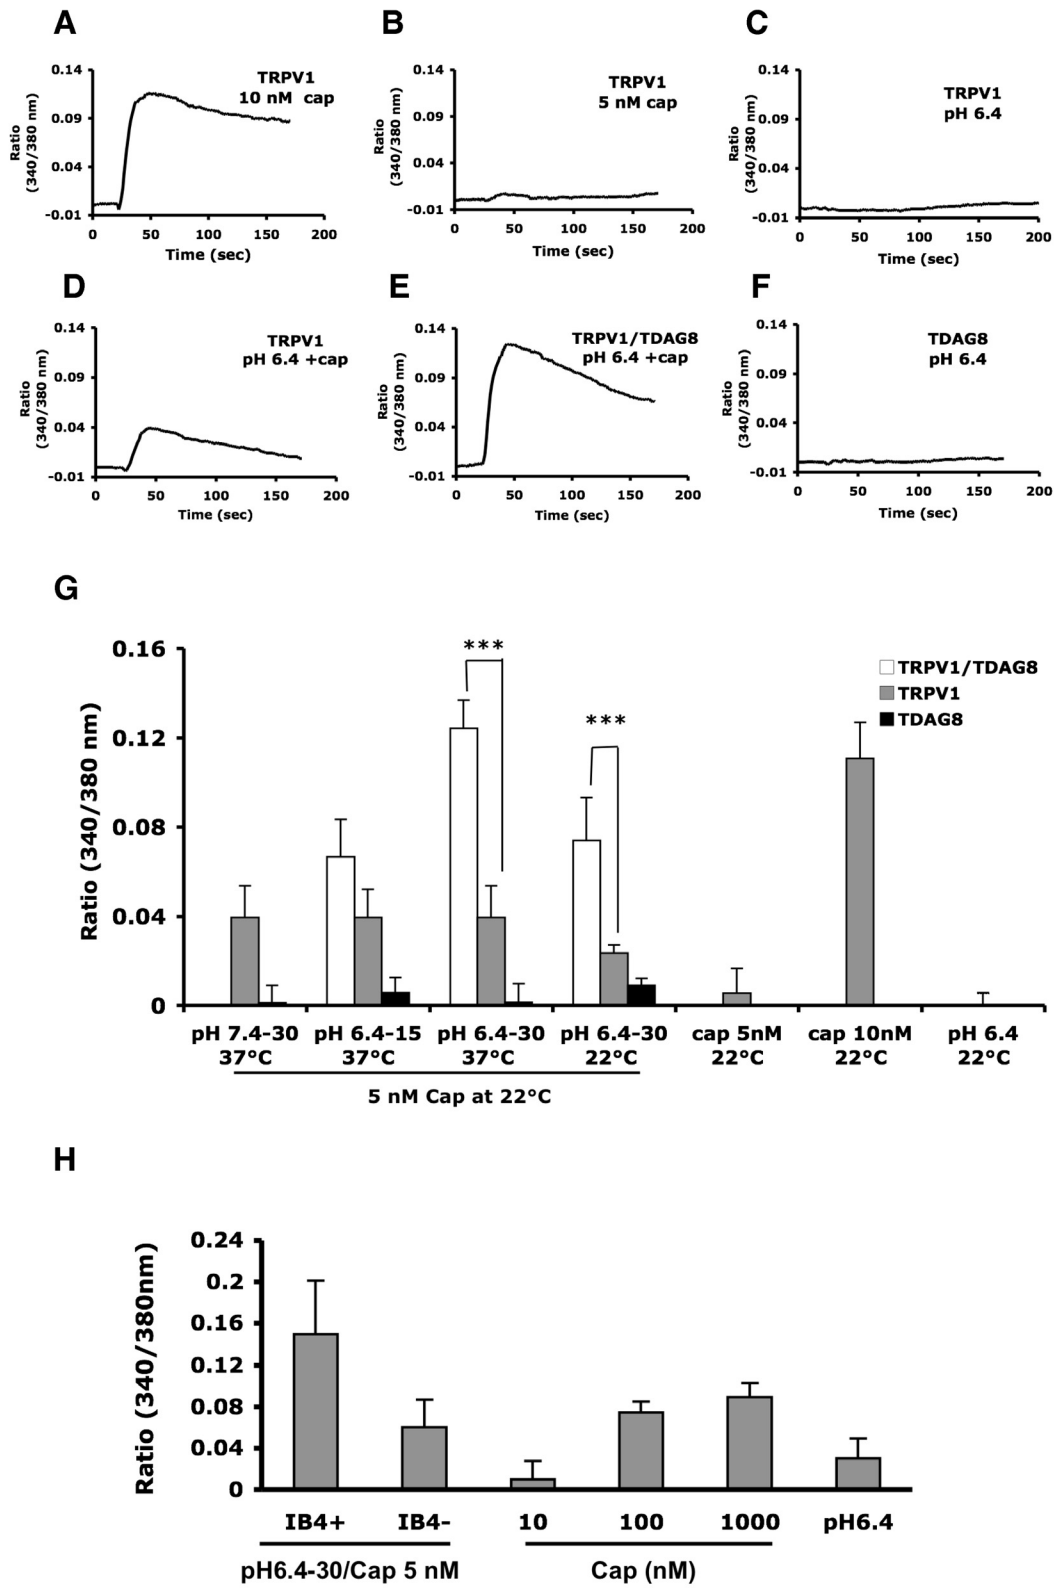 A
B
C
0.14
0.09
0.04
-0.01
Ratio
(340/380 nm)
TRPV1
10 nM cap
0 50 100 150 200
Time (sec)
0.14
0.09
0.04
-0.01
Ratio
(340/380 nm)
TRPV1
5 nM cap
0 50 100 150 200
Time (sec)
0.14
0.09
0.04
-0.01
Ratio
(340/380 nm)
TRPV1
pH 6.4
0 50 100 150 200
Time (sec)
D
E
F
0.14
0.09
0.04
-0.01
Ratio
(340/380 nm)
TRPV1
pH 6.4 +cap
0 50 100 150 200
Time (sec)
0.14
0.09
0.04
-0.01
Ratio
(340/380 nm)
TRPV1/TDAG8
pH 6.4 +cap
0 50 100 150 200
Time (sec)
0.14
0.09
0.04
-0.01
Ratio
(340/380 nm)
TDAG8
pH 6.4
0 50 100 150 200
Time (sec)
G
0.16
0.12
0.08
0.04
0
Ratio (340/380 nm)
***
***
TRPV1/TDAG8
TRPV1
TDAG8
pH 7.4-30 pH 6.4-15 pH 6.4-30 pH 6.4-30 cap 5nM cap 10nM pH 6.4
37°C 37°C 37°C 22°C 22°C 22°C 22°C
5 nM Cap at 22°C
H
0.24
0.2
0.16
0.12
0.08
0.04
0
Ratio (340/380nm)
IB4+ IB4- 10 100 1000 pH6.4
pH6.4-30/Cap 5 nM Cap (nM)